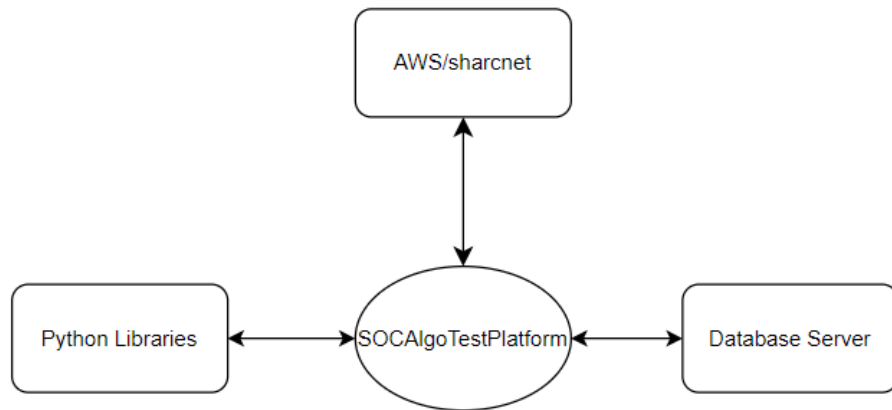 AWS/sharcnet
Python Libraries
SOCAlgoTestPlatform
Database Server